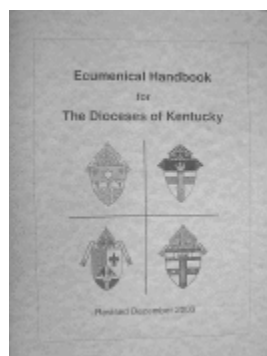 Ecumenical Handbook
for
The Dioceses of Kentucky
Revised December 2003